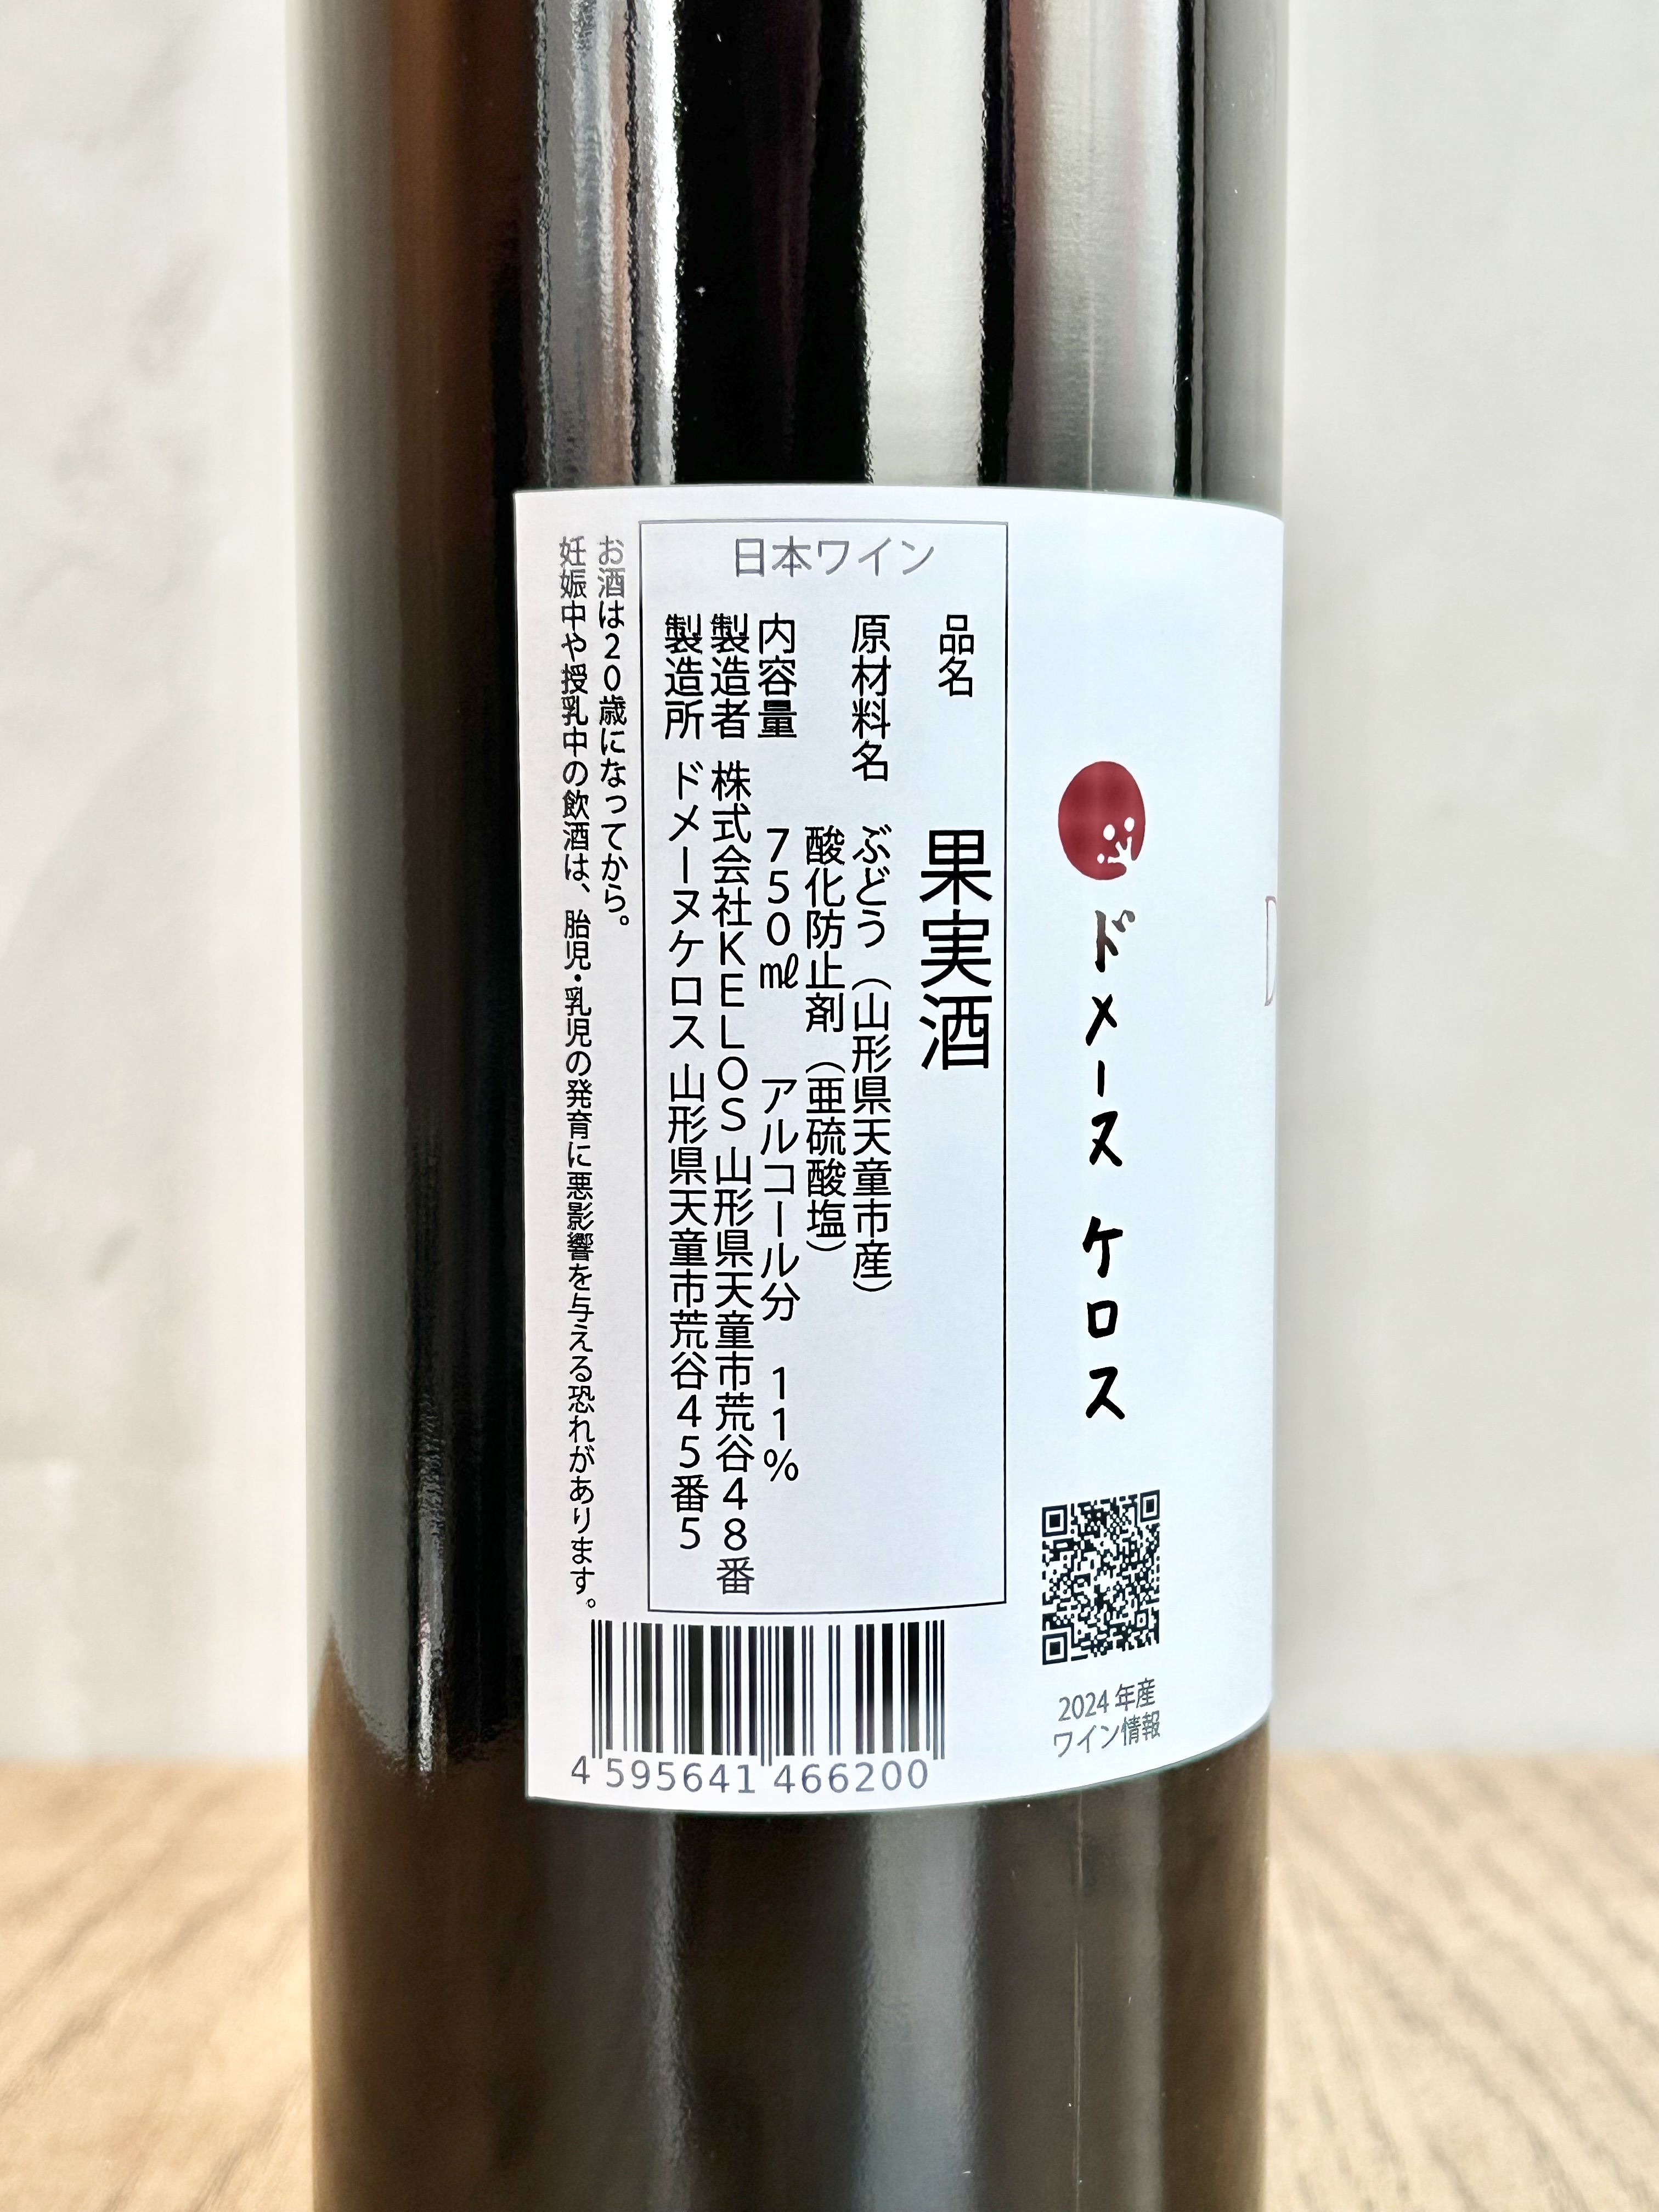 ドメーヌ ケロス
2024 年産
ワイン情報
日本ワイン
品名 果実酒
原材料名 ぶどう（山形県天童市産）
酸化防止剤（亜硫酸塩）
内容量 750㎖ アルコール分 11%
製造者 株式会社KELOS 山形県天童市荒谷48番
製造所 ドメーヌケロス 山形県天童市荒谷45番5
お酒は20歳になってから。
妊娠中や授乳中の飲酒は、胎児・乳児の発育に悪影響を与える恐れがあります。
4 595641 466200